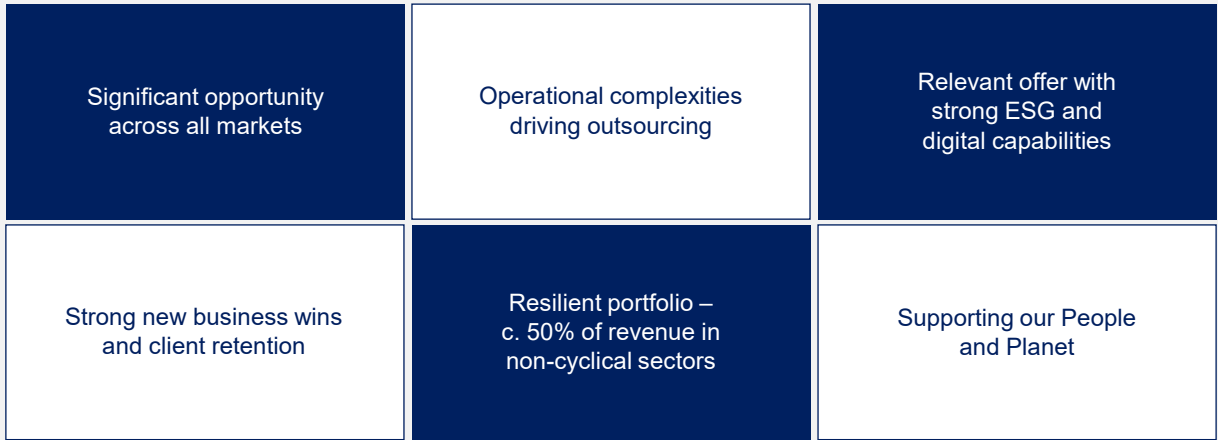 Significant opportunity
across all markets
Operational complexities
driving outsourcing
Relevant offer with
strong ESG and
digital capabilities
Strong new business wins
and client retention
Resilient portfolio –
c. 50% of revenue in
non-cyclical sectors
Supporting our People
and Planet